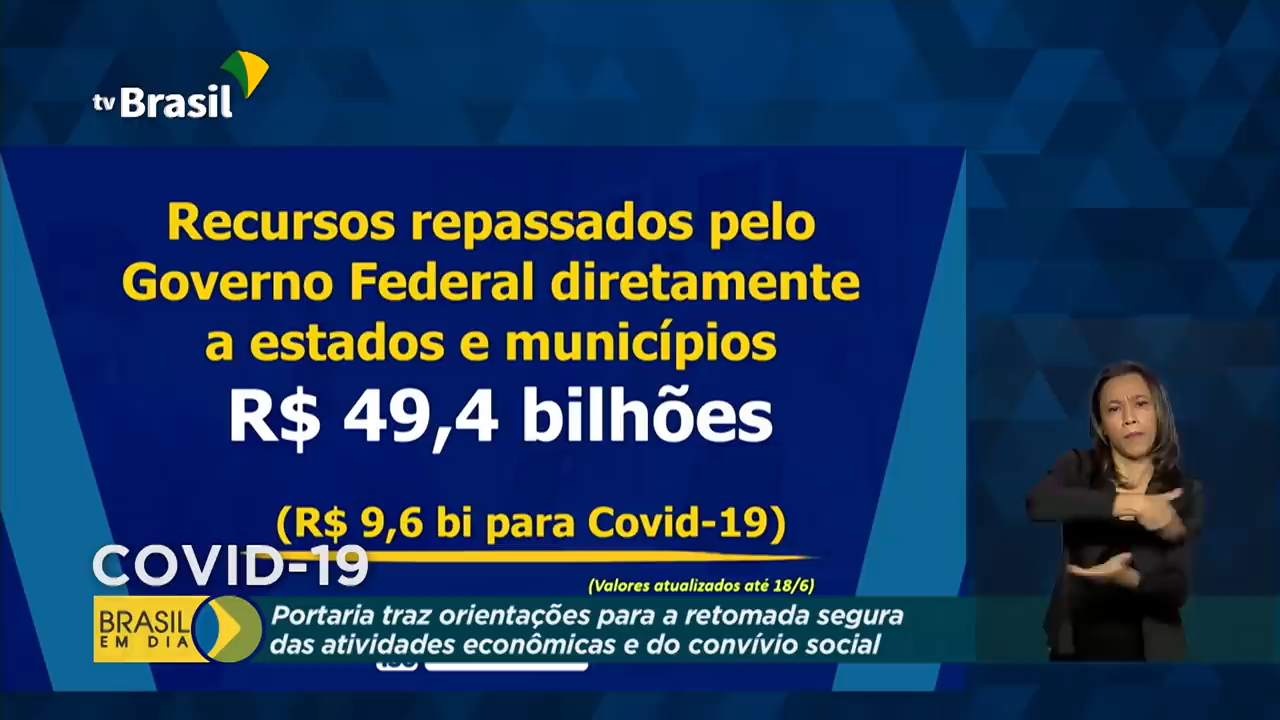 tv Brasil
Recursos repassados pelo
Governo Federal diretamente
a estados e municípios
R$ 49,4 bilhões
(R$ 9,6 bi para Covid-19)
(Valores atualizados até 18/6)
COVID-19
BRASIL
EM DIA
Portaria traz orientações para a retomada segura
das atividades econômicas e do convívio social